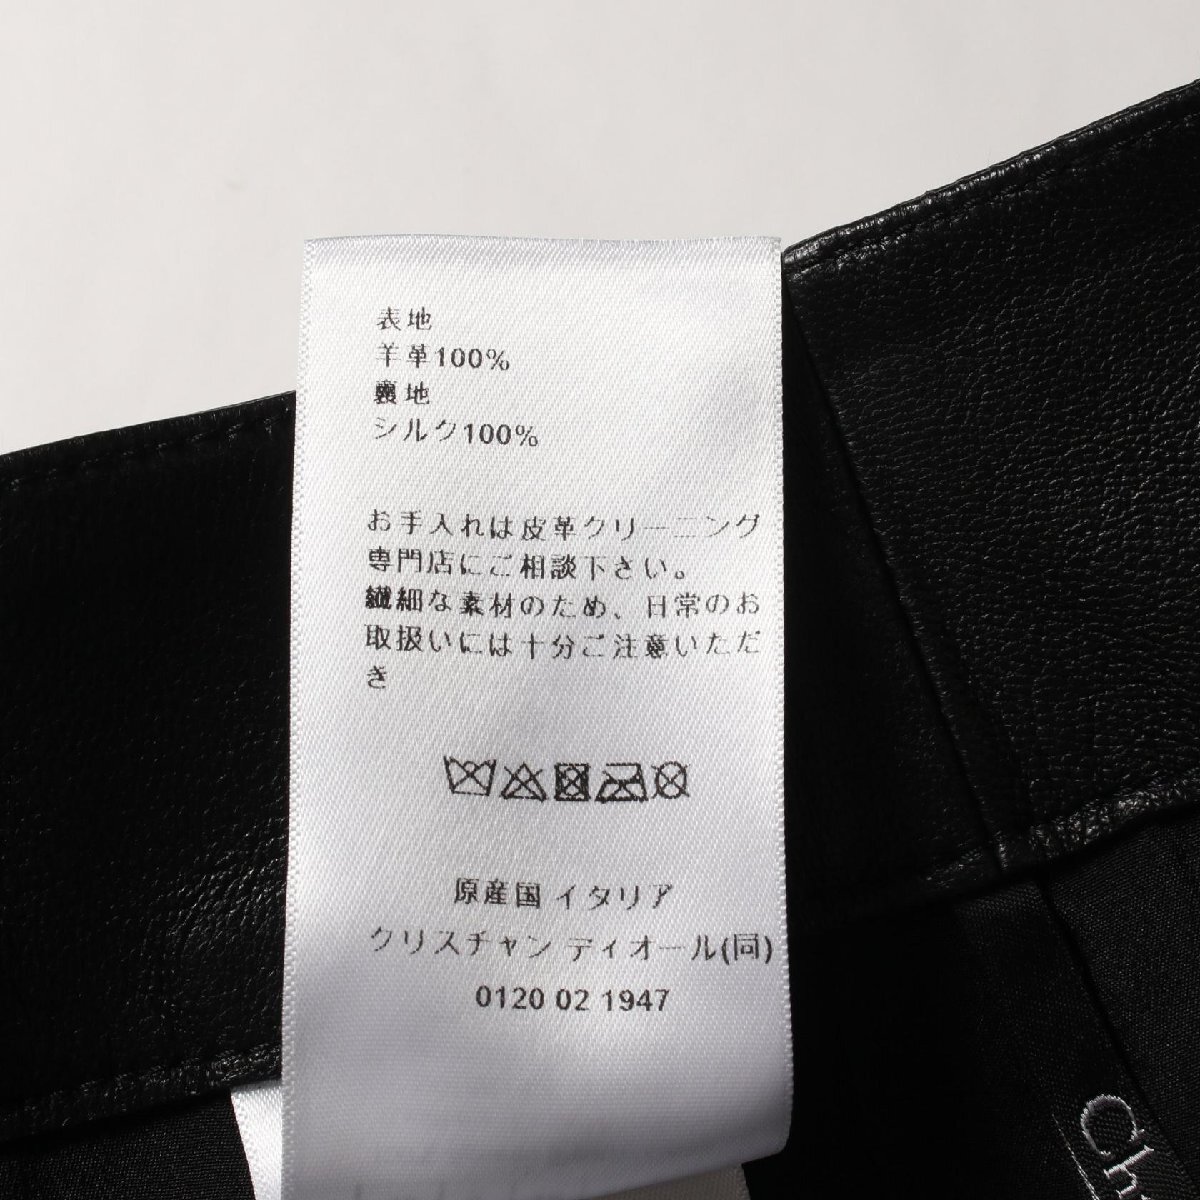 表地
羊革100%
裏地
シルク100%
お手入れは皮革クリーニング
専門店にご相談下さい。
繊細な素材のため、日常のお
取扱いには十分ご注意いただ
き
原産国 イタリア
クリスチャン ディオール(同)
0120 02 1947
Ch